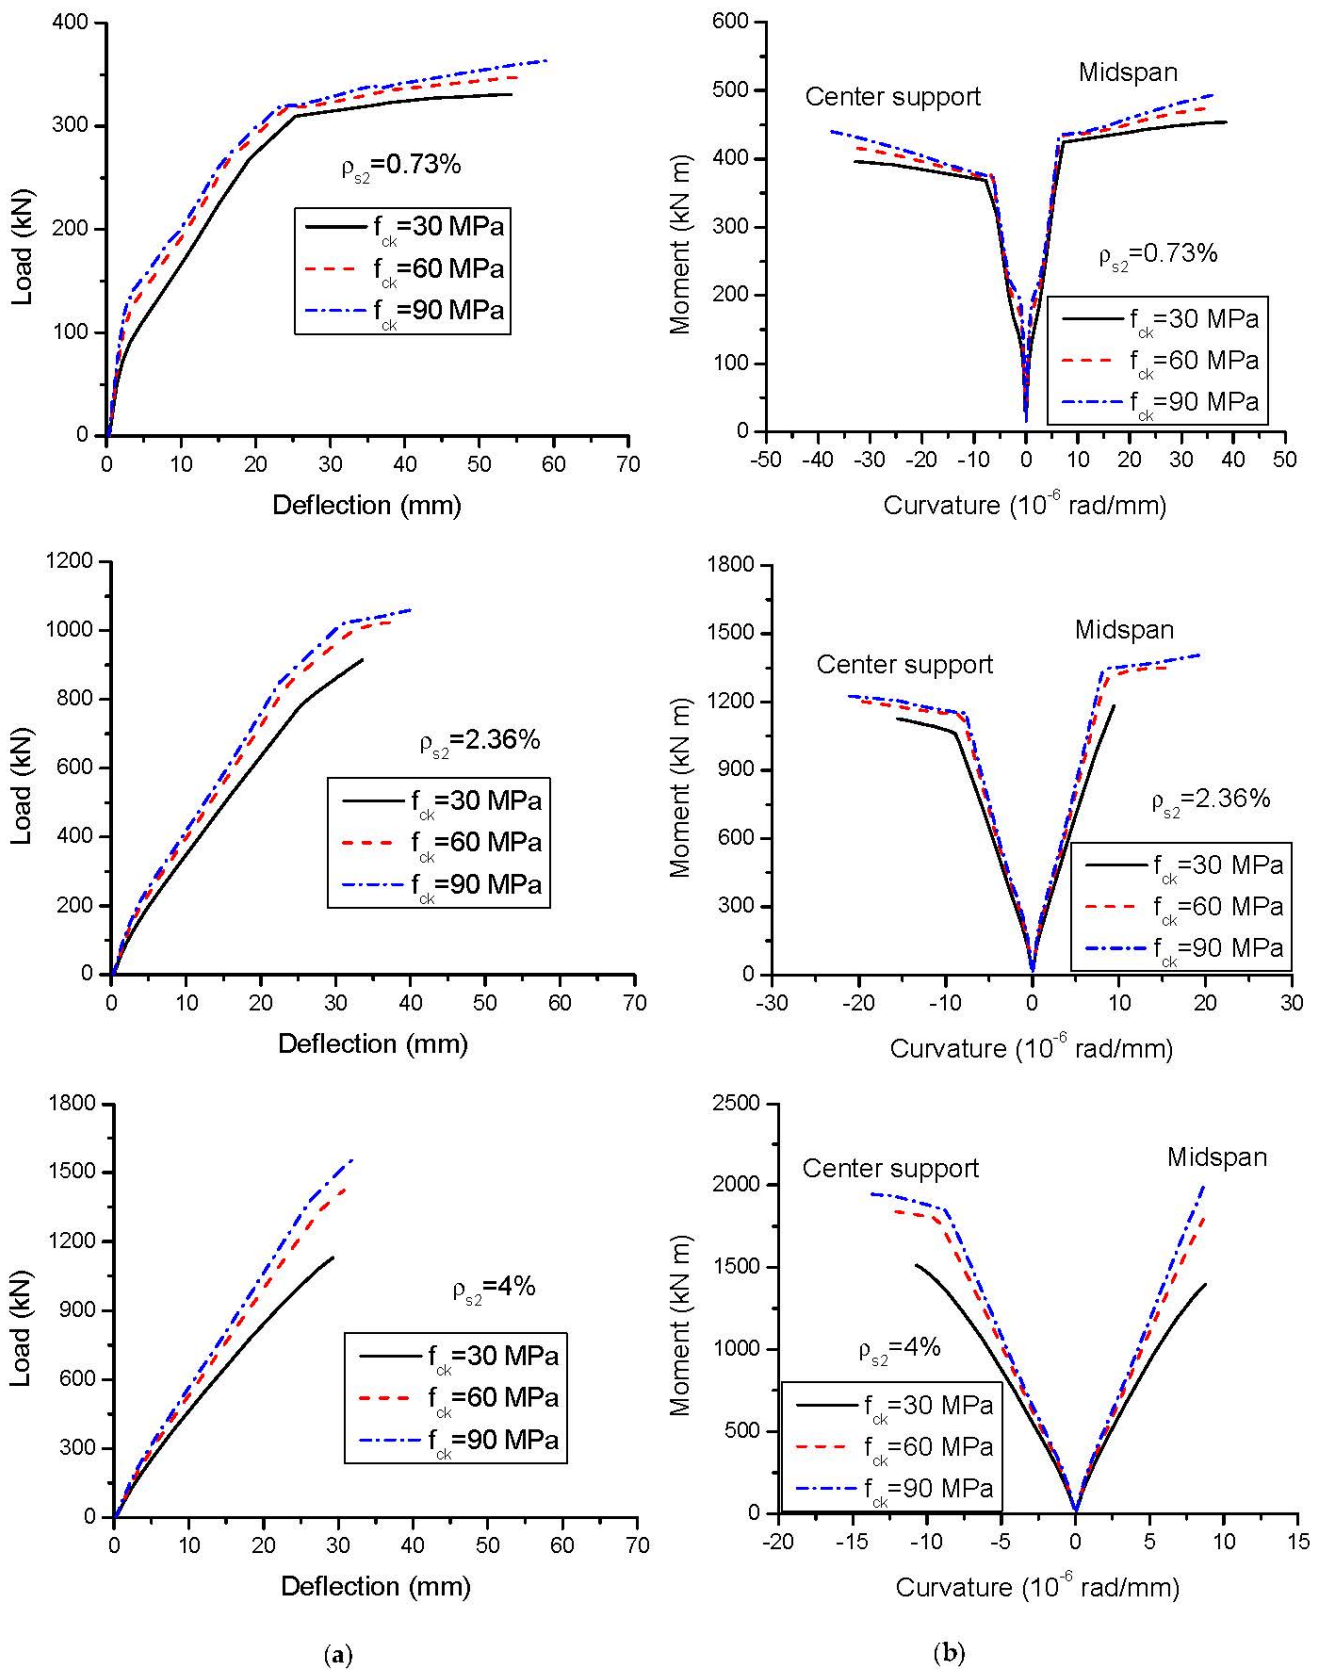 400
300
200
100
0
Load (kN)
ρs2=0.73%
fck=30 MPa
fck=60 MPa
fck=90 MPa
0 10 20 30 40 50 60 70
Deflection (mm)
600
500
400
300
200
100
0
Moment (kN m)
Center support
Midspan
ρs2=0.73%
fck=30 MPa
fck=60 MPa
fck=90 MPa
-50 -40 -30 -20 -10 0 10 20 30 40 50
Curvature (10-6 rad/mm)
1200
1000
800
600
400
200
0
Load (kN)
ρs2=2.36%
fck=30 MPa
fck=60 MPa
fck=90 MPa
0 10 20 30 40 50 60 70
Deflection (mm)
1800
1500
1200
900
600
300
0
Moment (kN m)
Center support
Midspan
ρs2=2.36%
fck=30 MPa
fck=60 MPa
fck=90 MPa
-30 -20 -10 0 10 20 30
Curvature (10-6 rad/mm)
1800
1500
1200
900
600
300
0
Load (kN)
ρs2=4%
fck=30 MPa
fck=60 MPa
fck=90 MPa
0 10 20 30 40 50 60 70
Deflection (mm)
2500
2000
1500
1000
500
0
Moment (kN m)
Center support
Midspan
ρs2=4%
fck=30 MPa
fck=60 MPa
fck=90 MPa
-20 -15 -10 -5 0 5 10 15
Curvature (10-6 rad/mm)
(a)
(b)